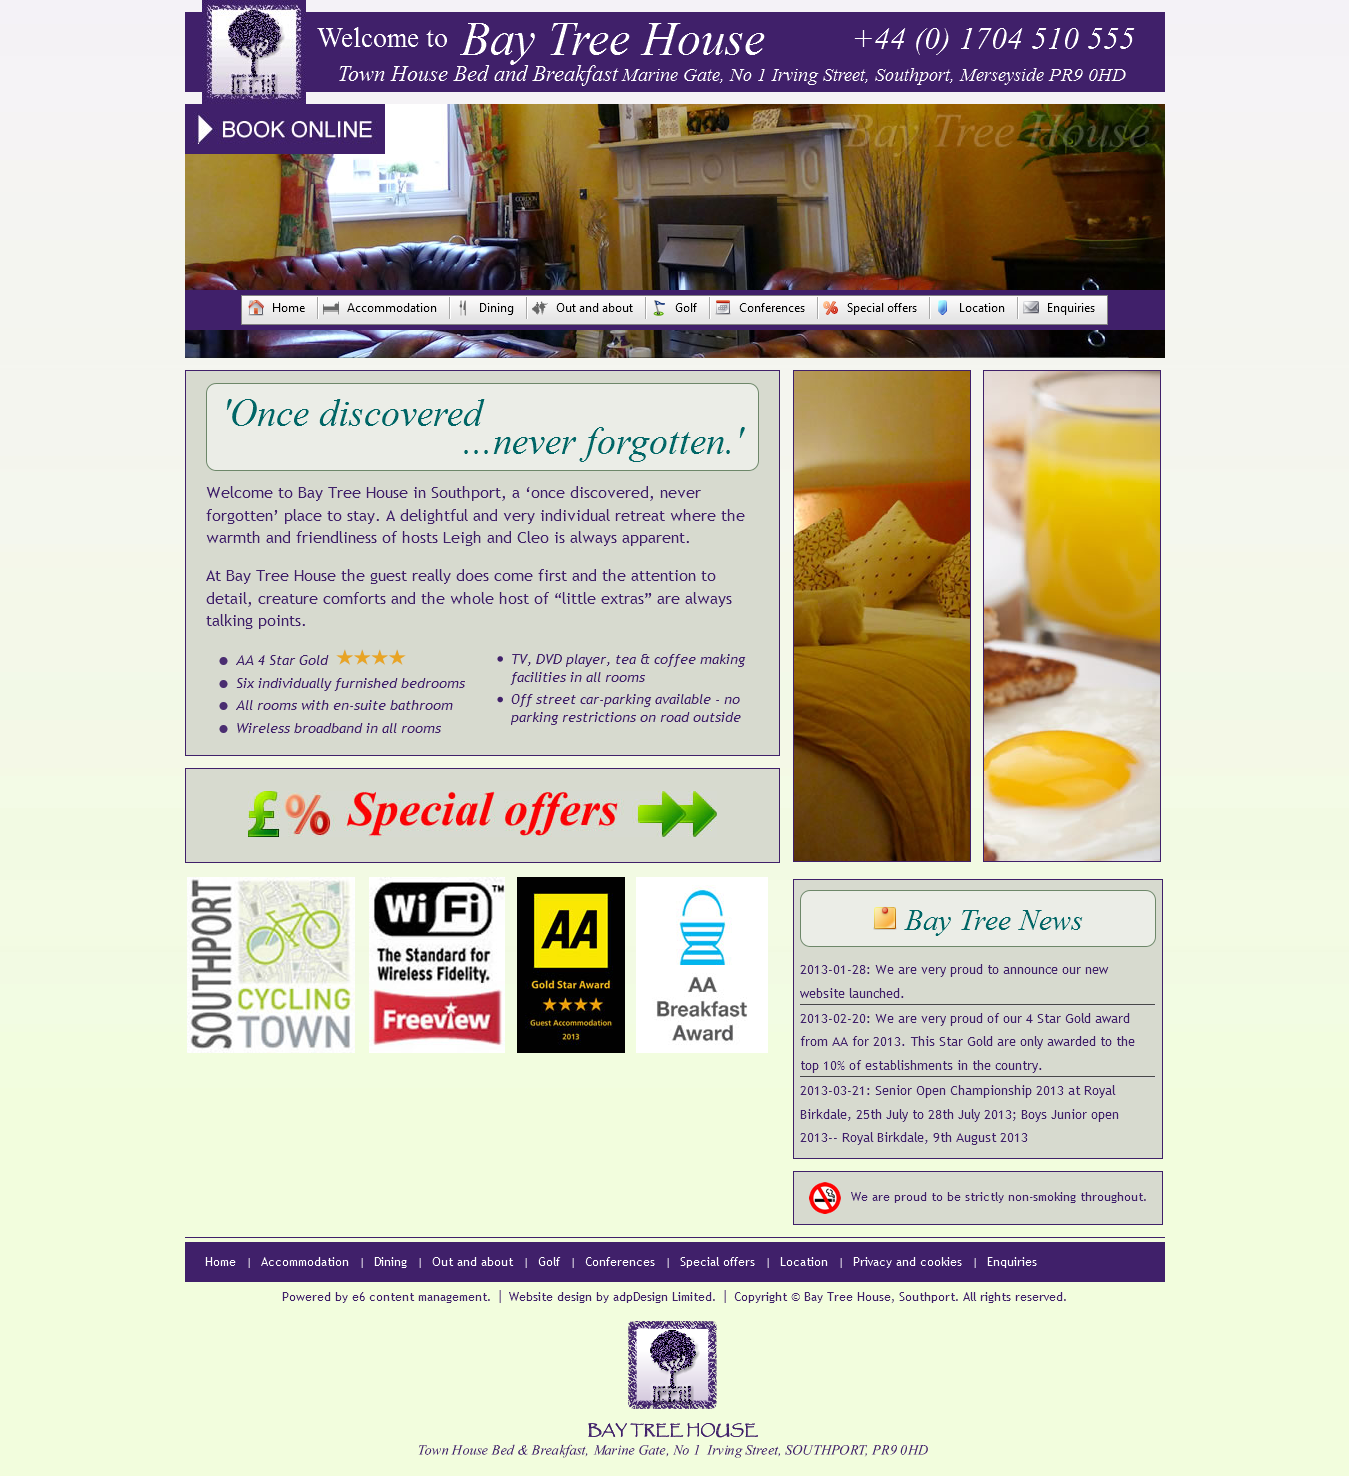 Welcome to Bay Tree House +44 (0) 1704 510 555
Town House Bed and Breakfast Marine Gate, No 1 Irving Street, Southport, Merseyside PR9 0HD
BOOK ONLINE
Bay Tree House
Home Accommodation Dining Out and about Golf Conferences Special offers Location Enquiries
'Once discovered
...never forgotten.'
Welcome to Bay Tree House in Southport, a ‘once discovered, never
forgotten’ place to stay. A delightful and very individual retreat where the
warmth and friendliness of hosts Leigh and Cleo is always apparent.
At Bay Tree House the guest really does come first and the attention to
detail, creature comforts and the whole host of “little extras” are always
talking points.
● AA 4 Star Gold
● Six individually furnished bedrooms
● All rooms with en-suite bathroom
● Wireless broadband in all rooms
• TV, DVD player, tea & coffee making
facilities in all rooms
• Off street car-parking available - no
parking restrictions on road outside
£% Special offers
SOUTHPORT
CYCLING
TOWN
Wi Fi ™
The Standard for
Wireless Fidelity.
Freeview
AA
Gold Star Award
★★★★
Guest Accommodation
2013
AA
Breakfast
Award
Bay Tree News
2013-01-28: We are very proud to announce our new
website launched.
2013-02-20: We are very proud of our 4 Star Gold award
from AA for 2013. This Star Gold are only awarded to the
top 10% of establishments in the country.
2013-03-21: Senior Open Championship 2013 at Royal
Birkdale, 25th July to 28th July 2013; Boys Junior open
2013-- Royal Birkdale, 9th August 2013
We are proud to be strictly non-smoking throughout.
Home | Accommodation | Dining | Out and about | Golf | Conferences | Special offers | Location | Privacy and cookies | Enquiries
Powered by e6 content management. | Website design by adpDesign Limited. | Copyright © Bay Tree House, Southport. All rights reserved.
BAY TREE HOUSE
Town House Bed & Breakfast, Marine Gate, No 1 Irving Street, SOUTHPORT, PR9 0HD